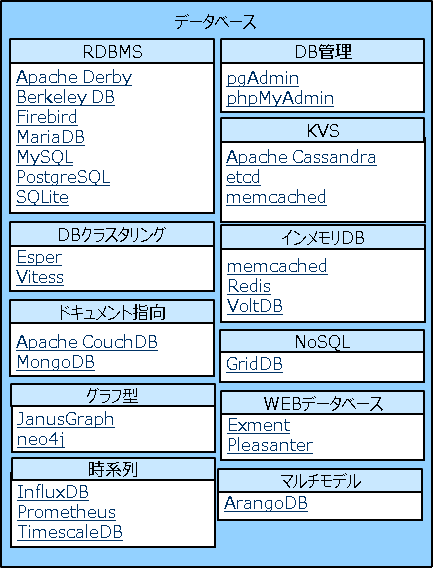 データベース
RDBMS
Apache Derby
Berkeley DB
Firebird
MariaDB
MySQL
PostgreSQL
SQLite
DBクラスタリング
Esper
Vitess
ドキュメント指向
Apache CouchDB
MongoDB
グラフ型
JanusGraph
neo4j
時系列
InfluxDB
Prometheus
TimescaleDB
DB管理
pgAdmin
phpMyAdmin
KVS
Apache Cassandra
etcd
memcached
インメモリDB
memcached
Redis
VoltDB
NoSQL
GridDB
WEBデータベース
Exment
Pleasanter
マルチモデル
ArangoDB